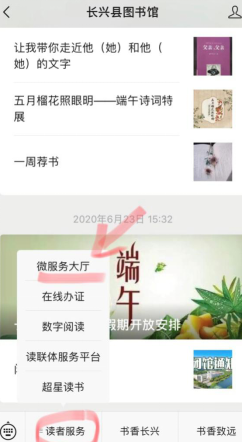 长兴县图书馆
让我带你走近他（她）和他（
她）的文字
五月榴花照眼明——端午诗词特
展
一周荐书
2020年6月23日 15:32
端午
假期开放安排
微服务大厅
在线办证
数字阅读
读联体服务平台
超星读书
闭馆通知
读者服务
书香长兴
书香致远